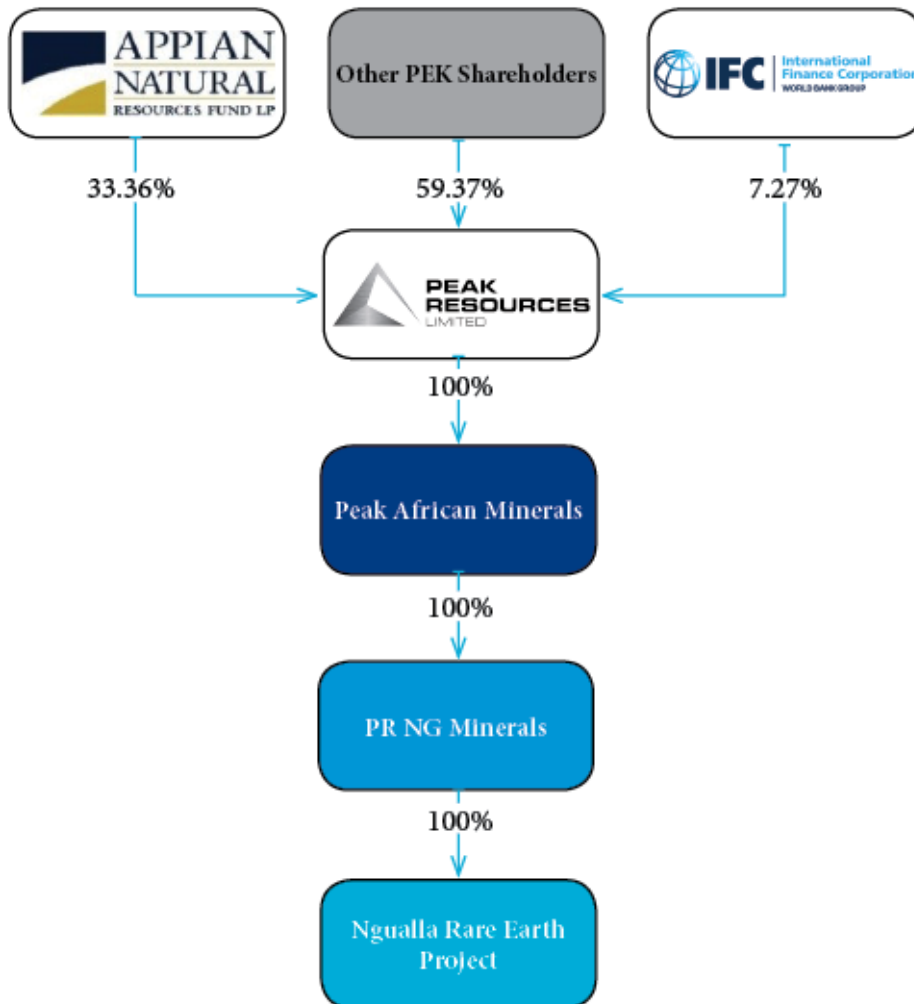 APPIAN
NATURAL
RESOURCES FUND LP
Other PEK Shareholders
IFC
International
Finance Corporation
WORLD BANK GROUP
33.36%
59.37%
7.27%
PEAK
RESOURCES
LIMITED
100%
Peak African Minerals
100%
PR NG Minerals
100%
Ngualla Rare Earth
Project